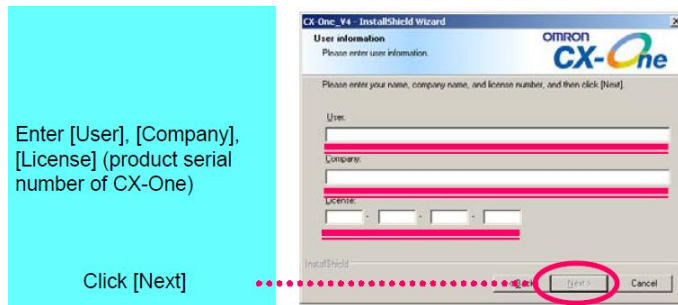 Enter [User], [Company],
[License] (product serial
number of CX-One)
Click [Next]
CX-One_V4 - InstallShield Wizard
User information
Please enter user information.
OMRON
CX-One
Please enter your name, company name, and license number, and then click [Next].
User:
Company:
License:
- - -
InstallShield
Next > Cancel